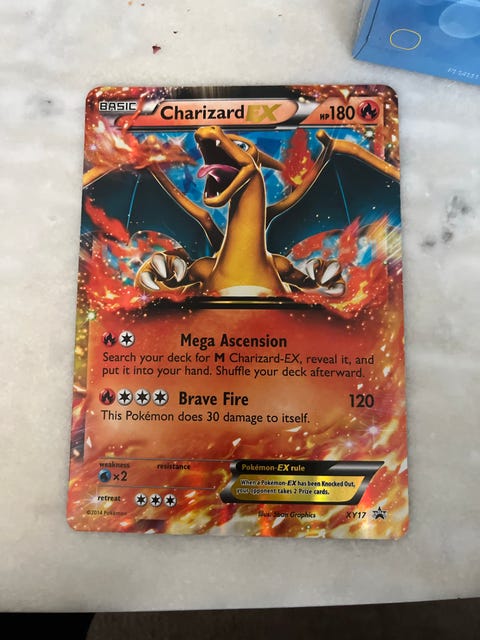 BASIC
Charizard EX
HP180
Mega Ascension
Search your deck for M Charizard-EX, reveal it, and
put it into your hand. Shuffle your deck afterward.
Brave Fire 120
This Pokémon does 30 damage to itself.
weakness resistance
×2
Pokémon-EX rule
When a Pokémon-EX has been Knocked Out,
your opponent takes 2 Prize cards.
retreat
©2014 Pokémon
Illus. 5ban Graphics
XY17